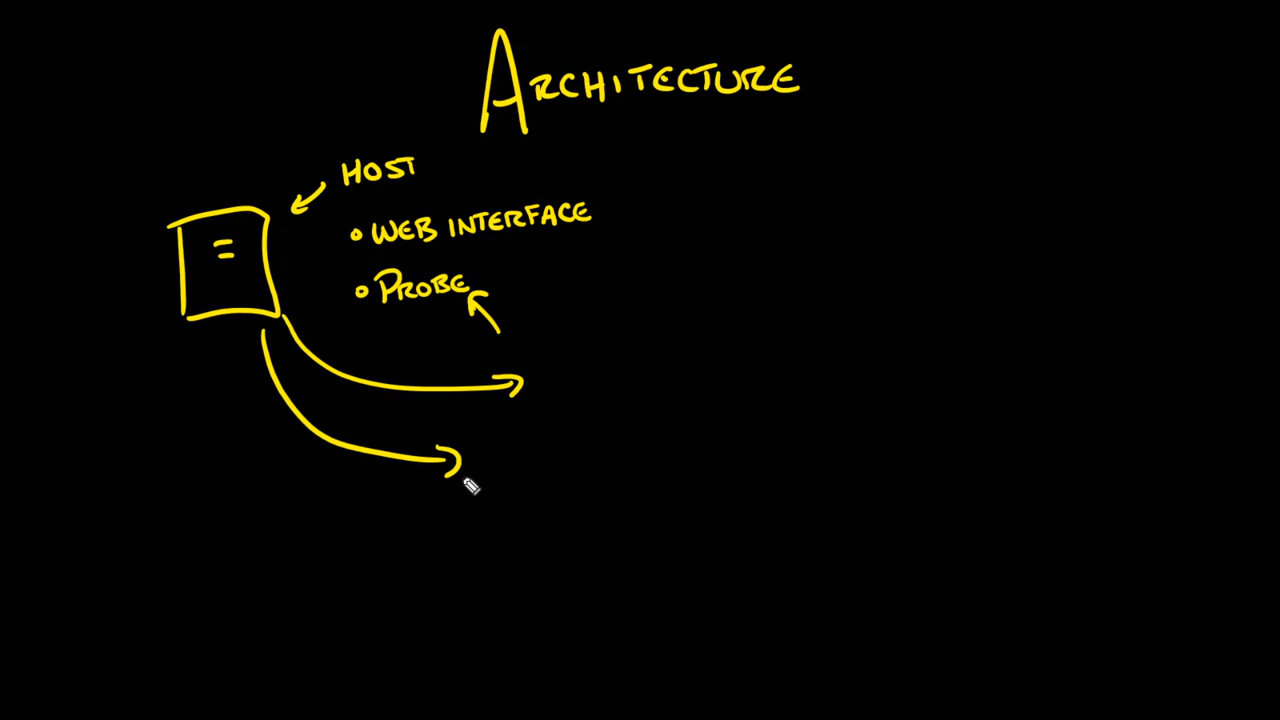 ARCHITECTURE
HOST
• WEB INTERFACE
• PROBE